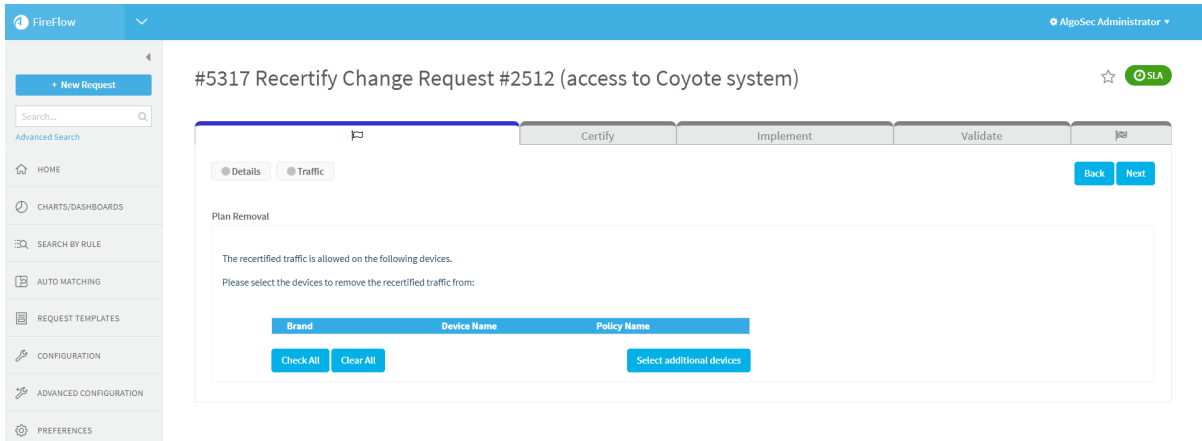 FireFlow
AlgoSec Administrator
+ New Request
Search...
Advanced Search
HOME
CHARTS/DASHBOARDS
SEARCH BY RULE
AUTO MATCHING
REQUEST TEMPLATES
CONFIGURATION
ADVANCED CONFIGURATION
PREFERENCES
#5317 Recertify Change Request #2512 (access to Coyote system)
SLA
Certify Implement Validate
Details Traffic
Back Next
Plan Removal
The recertified traffic is allowed on the following devices.
Please select the devices to remove the recertified traffic from:
Brand Device Name Policy Name
Check All Clear All Select additional devices